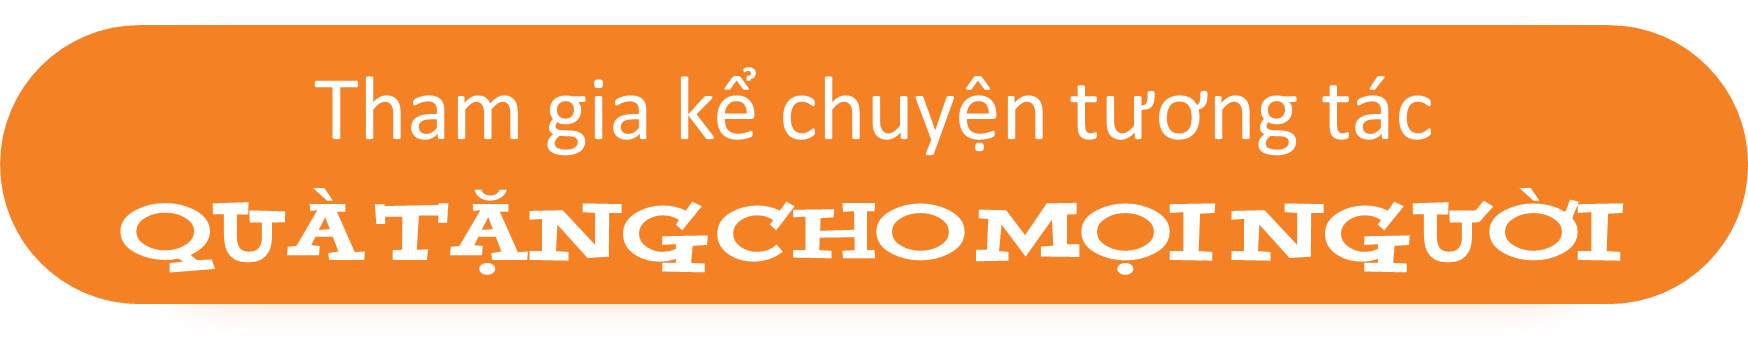 Tham gia kể chuyện tương tác
QUÀ TẶNG CHO MỌI NGƯỜI